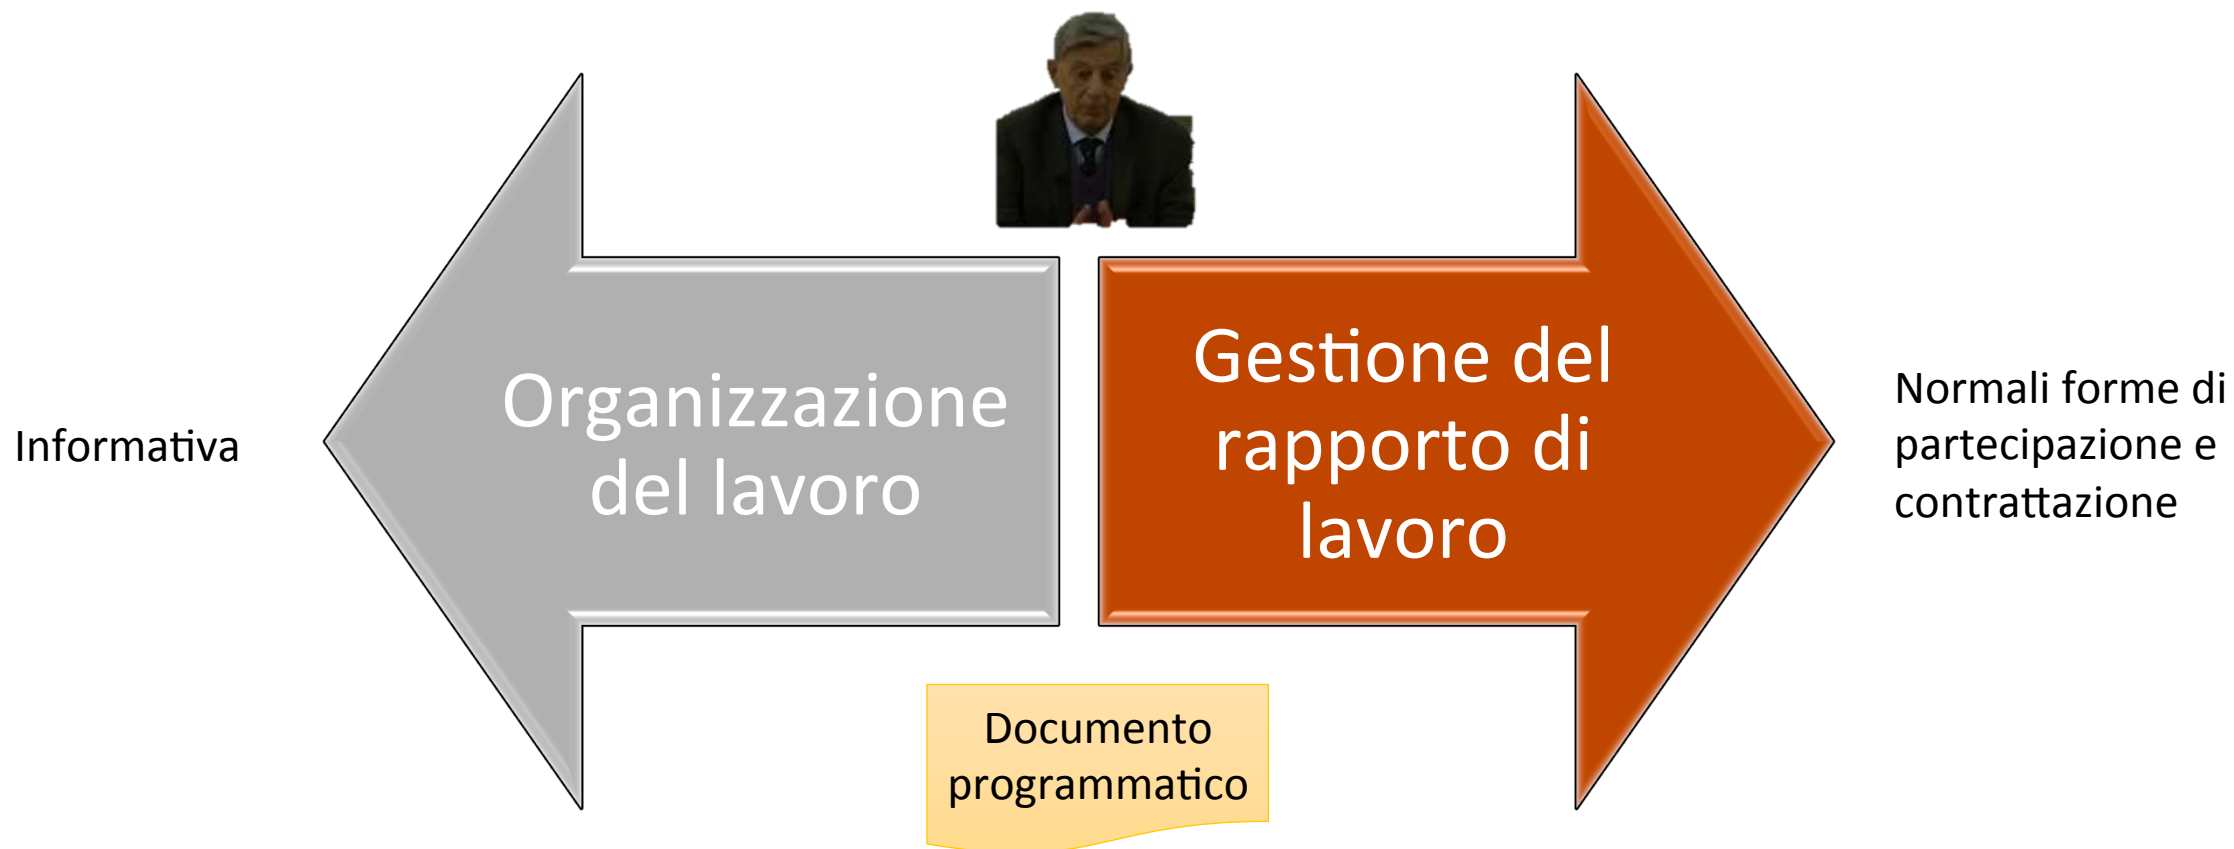 Informativa
Organizzazione
del lavoro
Gestione del
rapporto di
lavoro
Normali forme di
partecipazione e
contrattazione
Documento
programmatico